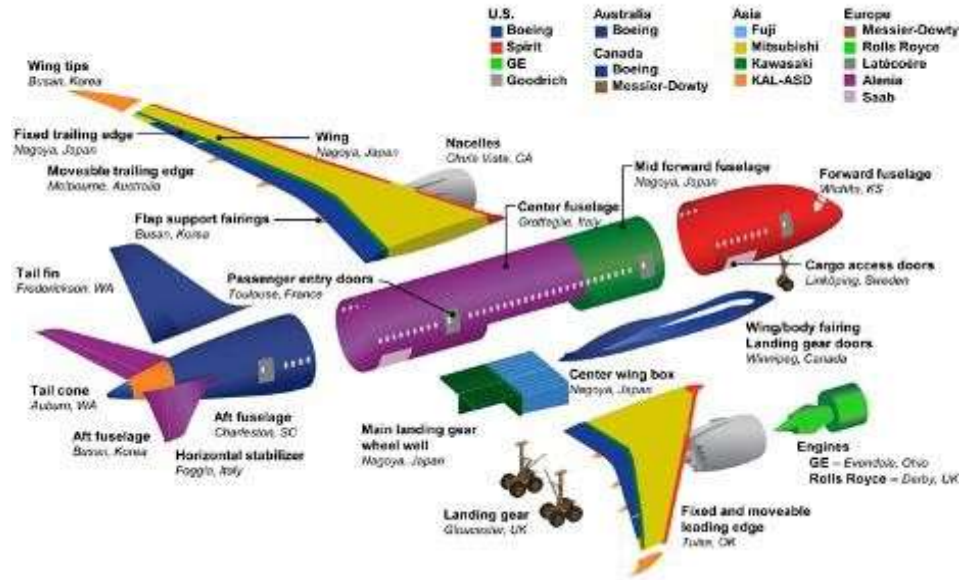 U.S.
Boeing
Spirit
GE
Goodrich
Australia
Boeing
Canada
Boeing
Messier-Dowty
Asia
Fuji
Mitsubishi
Kawasaki
KAL-ASD
Europe
Messier-Dowty
Rolls Royce
Latécoère
Alenia
Saab
Wing tips
Busan, Korea
Fixed trailing edge
Nagoya, Japan
Wing
Nagoya, Japan
Nacelles
Chula Vista, CA
Mid forward fuselage
Nagoya, Japan
Forward fuselage
Wichita, KS
Moveable trailing edge
Melbourne, Australia
Center fuselage
Grottaglie, Italy
Flap support fairings
Busan, Korea
Tail fin
Frederickson, WA
Passenger entry doors
Toulouse, France
Cargo access doors
Linköping, Sweden
Wing/body fairing
Landing gear doors
Winnipeg, Canada
Tail cone
Auburn, WA
Center wing box
Nagoya, Japan
Aft fuselage
Charleston, SC
Aft fuselage
Busan, Korea
Horizontal stabilizer
Foggia, Italy
Main landing gear
wheel well
Nagoya, Japan
Engines
GE – Evendale, Ohio
Rolls Royce – Derby, UK
Landing gear
Gloucester, UK
Fixed and moveable
leading edge
Tulsa, OK